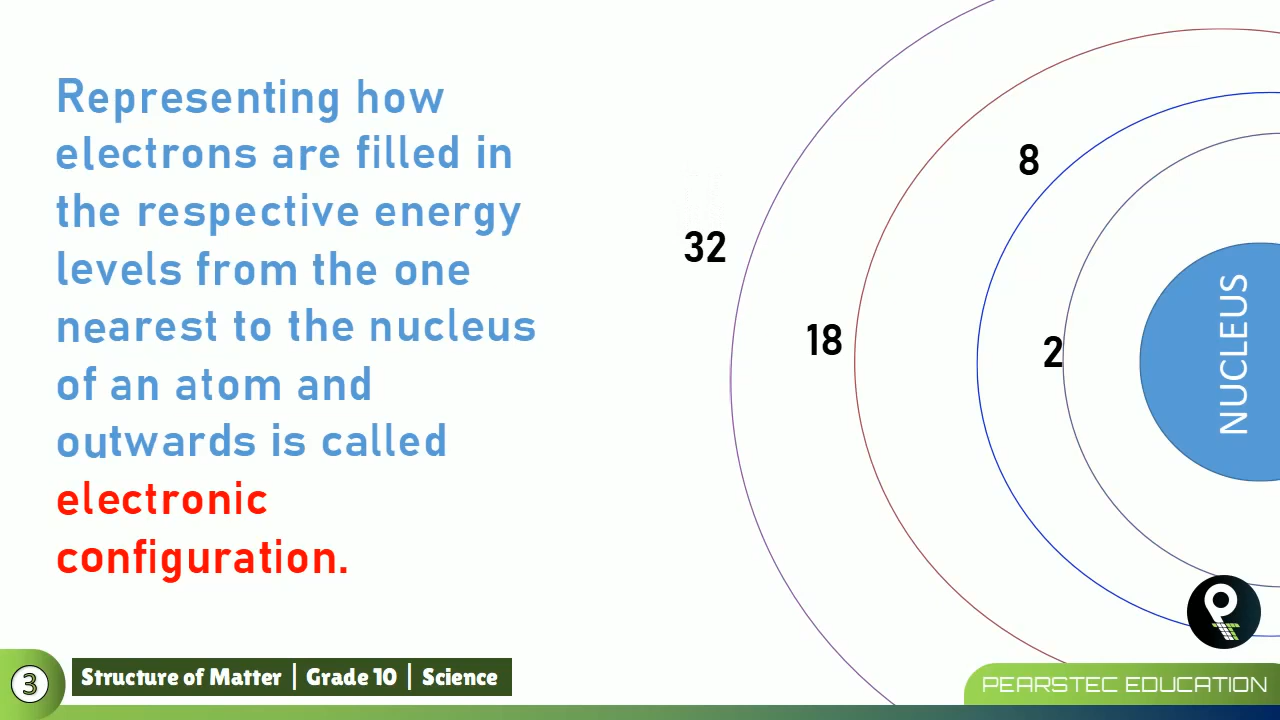 Representing how
electrons are filled in
the respective energy
levels from the one
nearest to the nucleus
of an atom and
outwards is called
electronic
configuration.
32
18
8
2
NUCLEUS
3
Structure of Matter | Grade 10 | Science
PEARSTEC EDUCATION